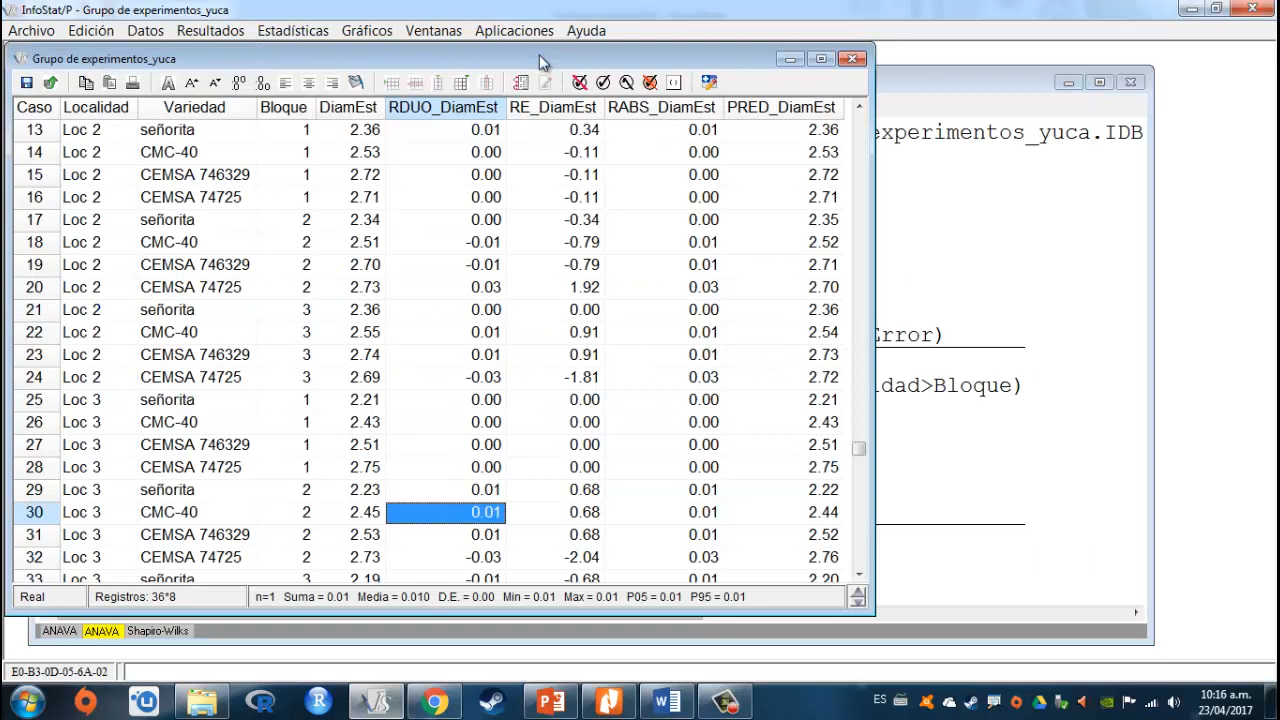 InfoStat/P - Grupo de experimentos_yuca
Archivo Edición Datos Resultados Estadísticas Gráficos Ventanas Aplicaciones Ayuda
Grupo de experimentos_yuca
Caso Localidad Variedad Bloque DiamEst RDUO_DiamEst RE_DiamEst RABS_DiamEst PRED_DiamEst
13 Loc 2 señorita 1 2.36 0.01 0.34 0.01 2.36
14 Loc 2 CMC-40 1 2.53 0.00 -0.11 0.00 2.53
15 Loc 2 CEMSA 746329 1 2.72 0.00 -0.11 0.00 2.72
16 Loc 2 CEMSA 74725 1 2.71 0.00 -0.11 0.00 2.71
17 Loc 2 señorita 2 2.34 0.00 -0.34 0.00 2.35
18 Loc 2 CMC-40 2 2.51 -0.01 -0.79 0.01 2.52
19 Loc 2 CEMSA 746329 2 2.70 -0.01 -0.79 0.01 2.71
20 Loc 2 CEMSA 74725 2 2.73 0.03 1.92 0.03 2.70
21 Loc 2 señorita 3 2.36 0.00 0.00 0.00 2.36
22 Loc 2 CMC-40 3 2.55 0.01 0.91 0.01 2.54
23 Loc 2 CEMSA 746329 3 2.74 0.01 0.91 0.01 2.73
24 Loc 2 CEMSA 74725 3 2.69 -0.03 -1.81 0.03 2.72
25 Loc 3 señorita 1 2.21 0.00 0.00 0.00 2.21
26 Loc 3 CMC-40 1 2.43 0.00 0.00 0.00 2.43
27 Loc 3 CEMSA 746329 1 2.51 0.00 0.00 0.00 2.51
28 Loc 3 CEMSA 74725 1 2.75 0.00 0.00 0.00 2.75
29 Loc 3 señorita 2 2.23 0.01 0.68 0.01 2.22
30 Loc 3 CMC-40 2 2.45 0.01 0.68 0.01 2.44
31 Loc 3 CEMSA 746329 2 2.53 0.01 0.68 0.01 2.52
32 Loc 3 CEMSA 74725 2 2.73 -0.03 -2.04 0.03 2.76
33 Loc 3 señorita 3 2.19 -0.01 -0.68 0.01 2.20
Real Registros: 3 *8 n=1 Suma = 0.01 Media = 0.010 D.E. = 0.00 Min = 0.01 Max = 0.01 P05 = 0.01 P95 = 0.01
experimentos_yuca.IDB
Error)
idad>Bloque)
ANAVA ANAVA Shapiro-Wilks
E0-B3-0D-05-6A-02
ES
10:16 a.m.
23/04/2017